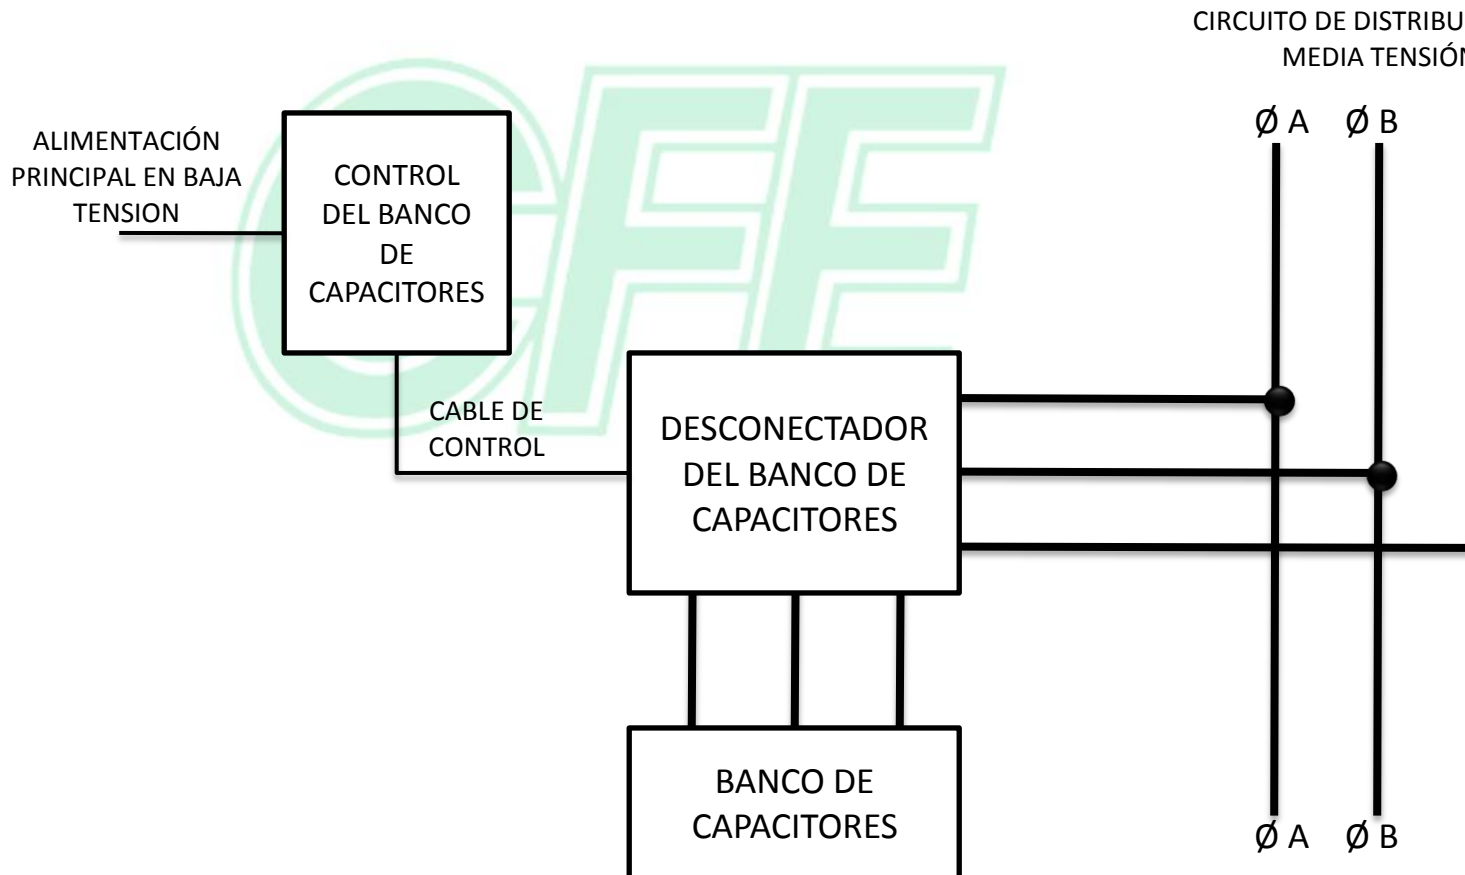 CIRCUITO DE DISTRIBU
MEDIA TENSIÓN
Ø A Ø B
ALIMENTACIÓN
PRINCIPAL EN BAJA
TENSION
CONTROL
DEL BANCO
DE
CAPACITORES
CFE
CABLE DE
CONTROL
DESCONECTADOR
DEL BANCO DE
CAPACITORES
BANCO DE
CAPACITORES
Ø A Ø B